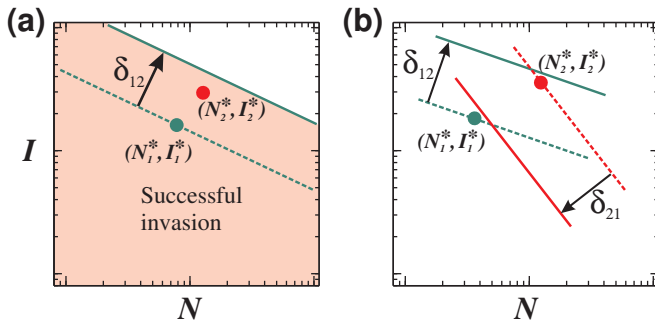 (a)
δ12
(N2*, I2*)
(N1*, I1*)
I
Successful
invasion
N
(b)
δ12
(N2*, I2*)
(N1*, I1*)
δ21
N